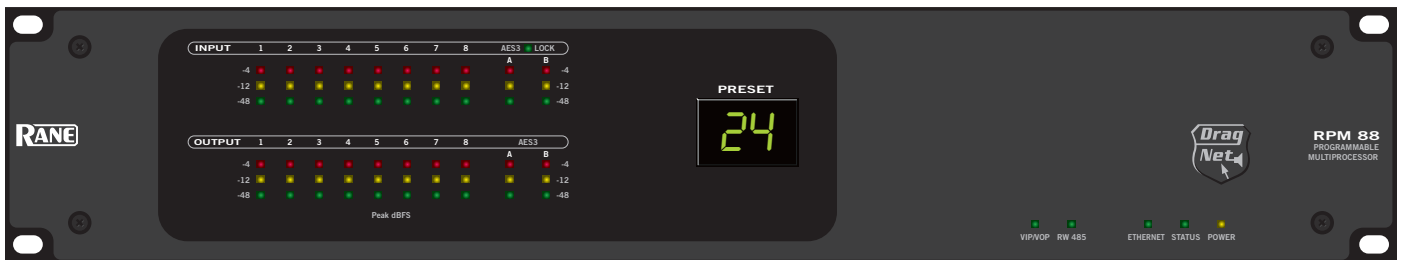 INPUT 1 2 3 4 5 6 7 8 AES3 LOCK
A B
-4 -4
-12 -12
-48 -48
PRESET
24
RANE
OUTPUT 1 2 3 4 5 6 7 8 AES3
A B
-4 -4
-12 -12
-48 -48
Peak dBFS
Drag
Net
RPM 88
PROGRAMMABLE
MULTIPROCESSOR
VIP/VOP RW 485 ETHERNET STATUS POWER